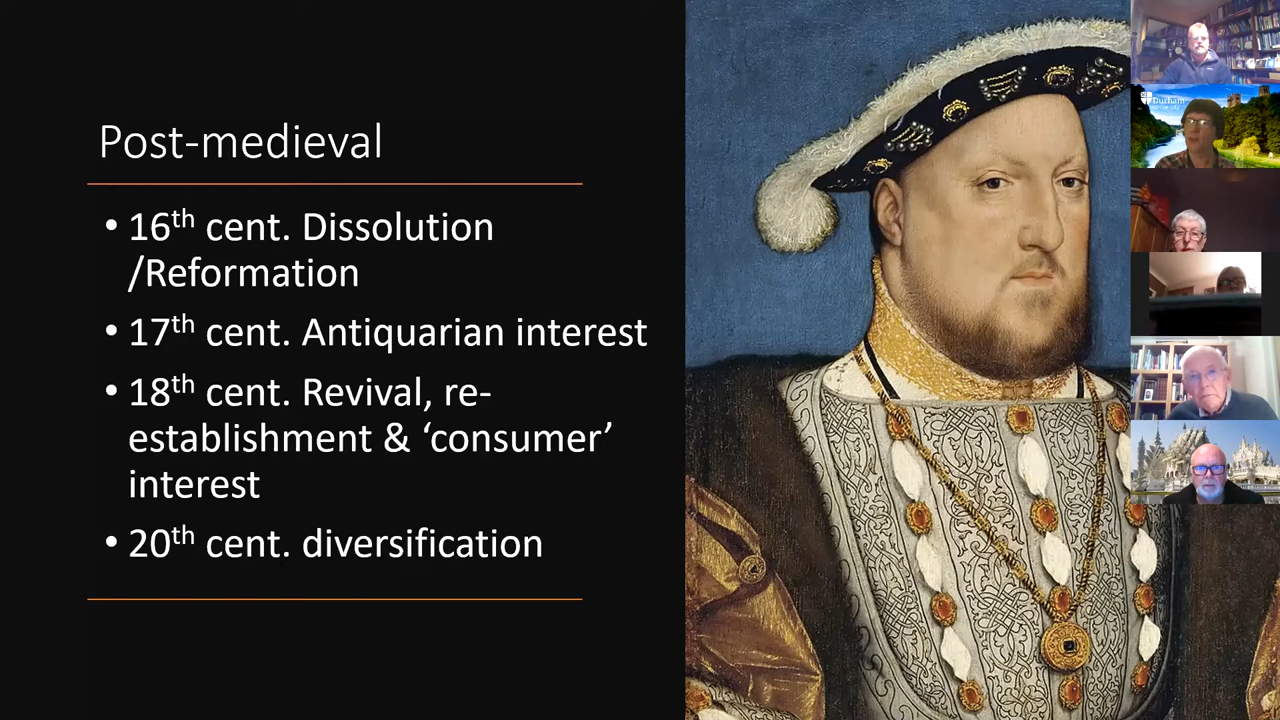 Post-medieval
• 16th cent. Dissolution
/Reformation
• 17th cent. Antiquarian interest
• 18th cent. Revival, re-
establishment & ‘consumer’
interest
• 20th cent. diversification
Durham